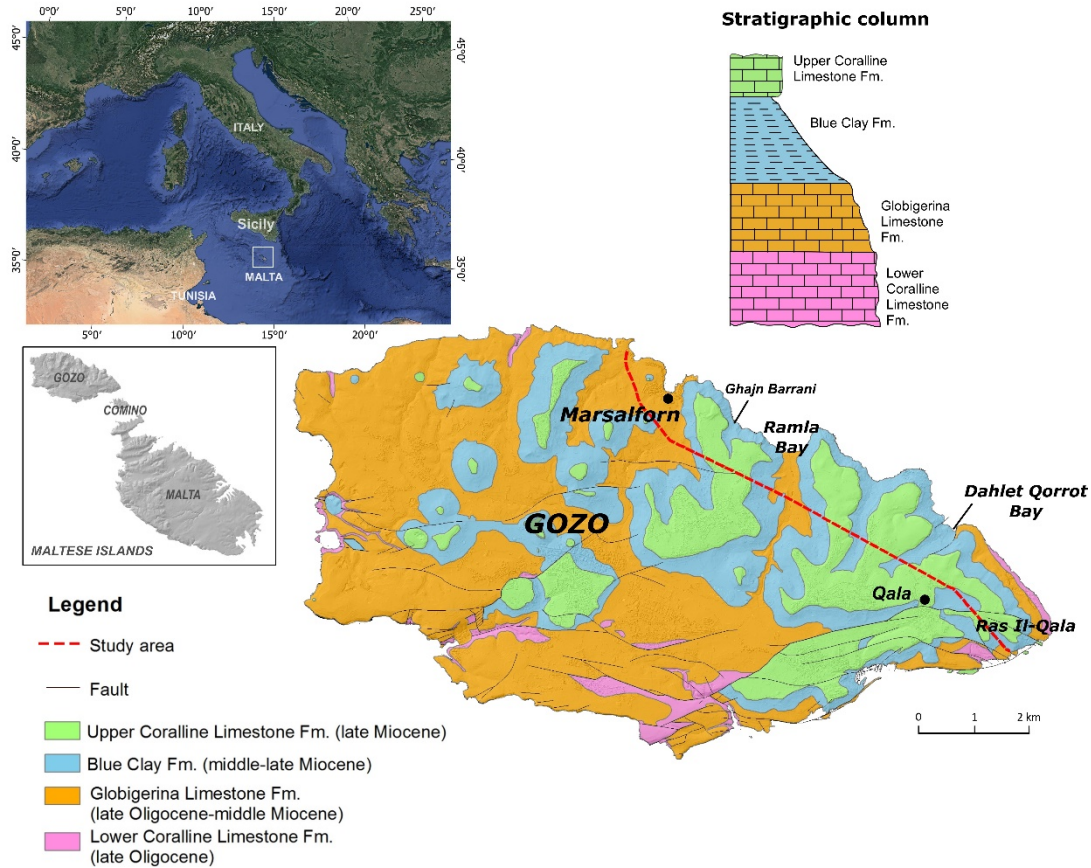 0°0' 5°0' 10°0' 15°0' 20°0' 25°0'
45°0'
40°0'
35°0'
45°0'
40°0'
35°0'
ITALY
Sicily
MALTA
TUNISIA
5°0' 10°0' 15°0' 20°0'
Stratigraphic column
Upper Coralline
Limestone Fm.
Blue Clay Fm.
Globigerina
Limestone
Fm.
Lower
Coralline
Limestone
Fm.
GOZO
COMINO
MALTA
MALTESE ISLANDS
Marsalforn
Ghajn Barrani
Ramla
Bay
Dahlet Qorrot
Bay
GOZO
Qala
Ras Il-Qala
0 1 2 km
Legend
Study area
Fault
Upper Coralline Limestone Fm. (late Miocene)
Blue Clay Fm. (middle-late Miocene)
Globigerina Limestone Fm.
(late Oligocene-middle Miocene)
Lower Coralline Limestone Fm.
(late Oligocene)